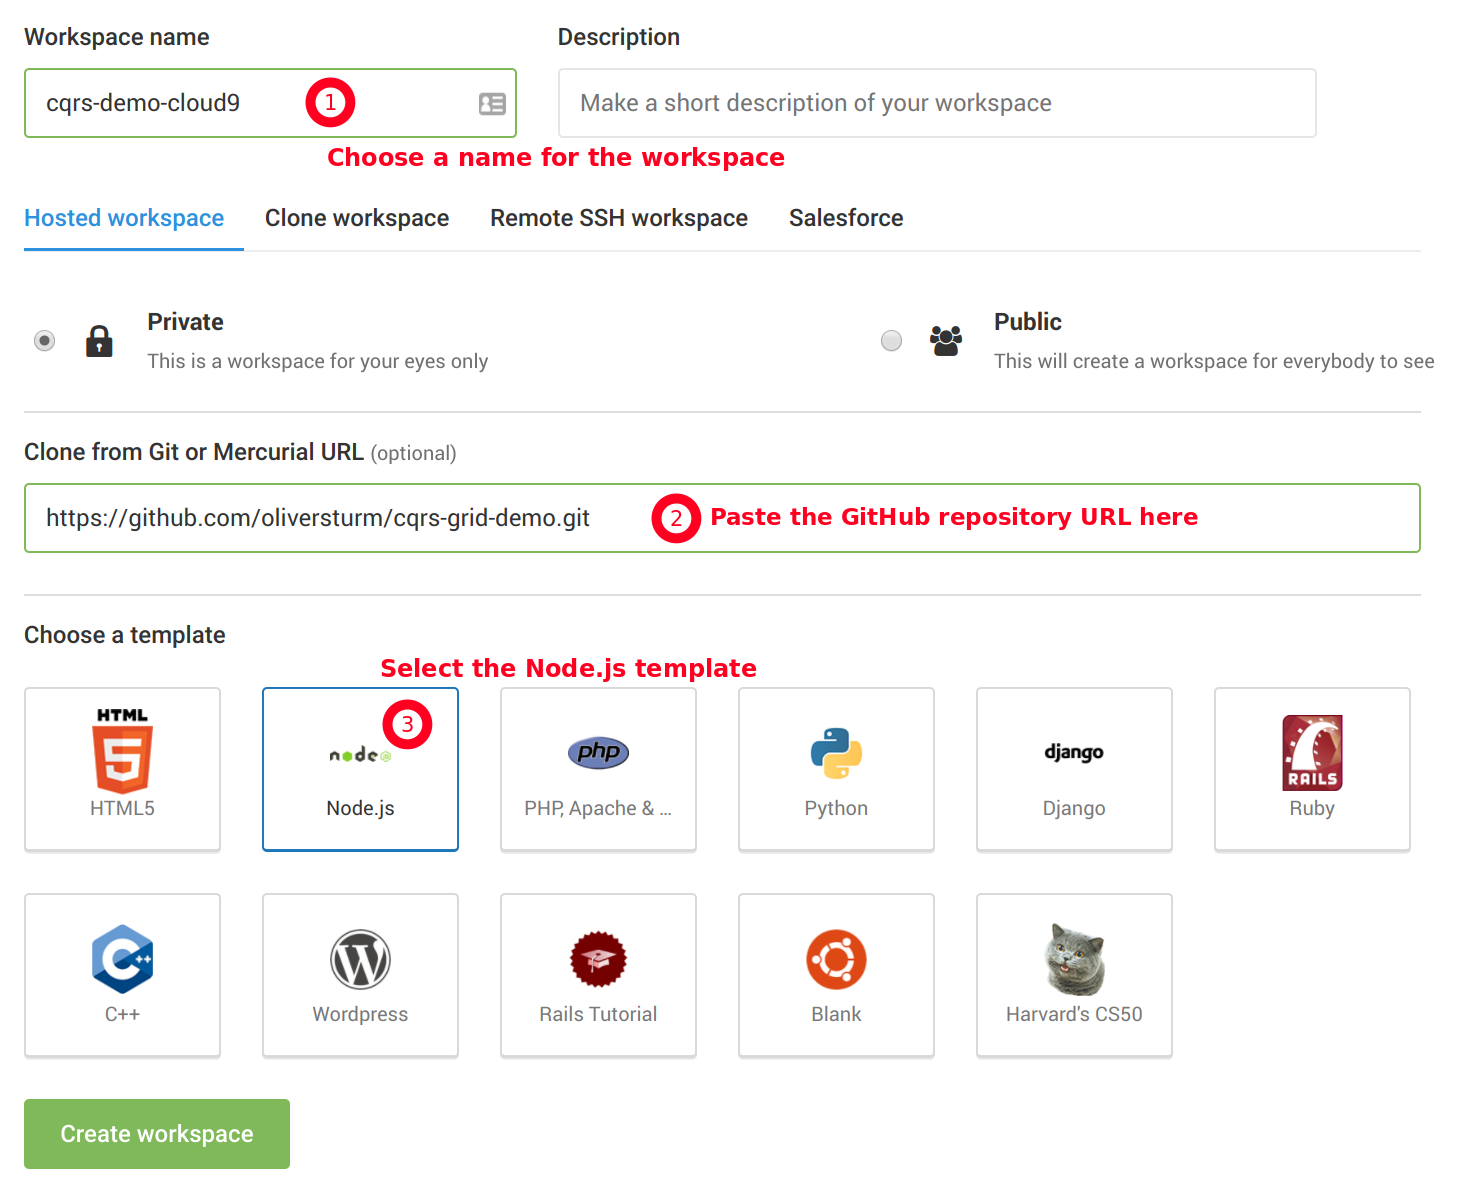 Workspace name
Description
cqrs-demo-cloud9
1
Make a short description of your workspace
Choose a name for the workspace
Hosted workspace
Clone workspace
Remote SSH workspace
Salesforce
Private
This is a workspace for your eyes only
Public
This will create a workspace for everybody to see
Clone from Git or Mercurial URL (optional)
https://github.com/oliversturm/cqrs-grid-demo.git
2
Paste the GitHub repository URL here
Choose a template
Select the Node.js template
HTML
5
HTML5
3
node
Node.js
php
PHP, Apache & ...
Python
django
Django
RAILS
Ruby
C++
C++
W
Wordpress
Rails Tutorial
Blank
Harvard's CS50
Create workspace